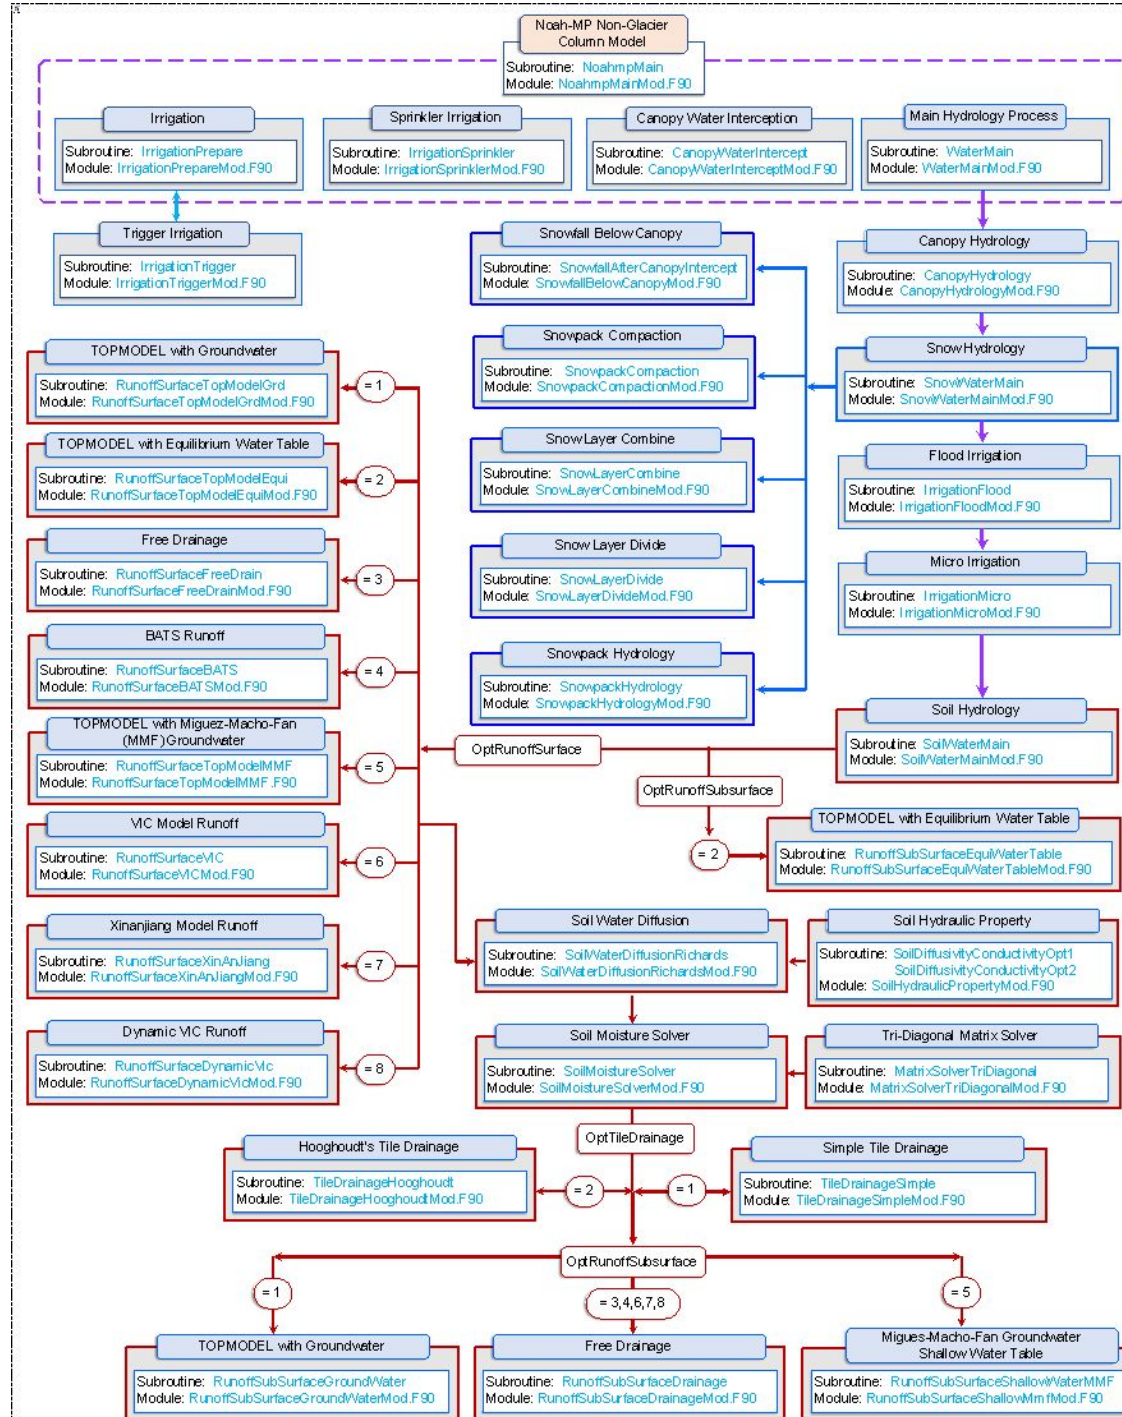 Noah-MP Non-Glacier
Column Model
Subroutine: NoahmpMain
Module: NoahmpMainMod.F90
Irrigation
Subroutine: IrrigationPrepare
Module: IrrigationPrepareMod.F90
Sprinkler Irrigation
Subroutine: IrrigationSprinkler
Module: IrrigationSprinklerMod.F90
Canopy Water Interception
Subroutine: CanopyWaterIntercept
Module: CanopyWaterInterceptMod.F90
Main Hydrology Process
Subroutine: WaterMain
Module: WaterMainMod.F90
Trigger Irrigation
Subroutine: IrrigationTrigger
Module: IrrigationTriggerMod.F90
Snowfall Below Canopy
Subroutine: SnowfallAfterCanopyIntercept
Module: SnowfallBelowCanopyMod.F90
Canopy Hydrology
Subroutine: CanopyHydrology
Module: CanopyHydrologyMod.F90
TOPMODEL with Groundwater
Subroutine: RunoffSurfaceTopModelGrd
Module: RunoffSurfaceTopModelGrdMod.F90
= 1
Snowpack Compaction
Subroutine: SnowpackCompaction
Module: SnowpackCompactionMod.F90
Snow Hydrology
Subroutine: SnowWaterMain
Module: SnowWaterMainMod.F90
TOPMODEL with Equilibrium Water Table
Subroutine: RunoffSurfaceTopModelEqui
Module: RunoffSurfaceTopModelEquiMod.F90
= 2
Snow Layer Combine
Subroutine: SnowLayerCombine
Module: SnowLayerCombineMod.F90
Flood Irrigation
Subroutine: IrrigationFlood
Module: IrrigationFloodMod.F90
Free Drainage
Subroutine: RunoffSurfaceFreeDrain
Module: RunoffSurfaceFreeDrainMod.F90
= 3
Snow Layer Divide
Subroutine: SnowLayerDivide
Module: SnowLayerDivideMod.F90
Micro Irrigation
Subroutine: IrrigationMicro
Module: IrrigationMicroMod.F90
BATS Runoff
Subroutine: RunoffSurfaceBATS
Module: RunoffSurfaceBATSMod.F90
= 4
Snowpack Hydrology
Subroutine: SnowpackHydrology
Module: SnowpackHydrologyMod.F90
TOPMODEL with Miguez-Macho-Fan
(MMF) Groundwater
Subroutine: RunoffSurfaceTopModelMMF
Module: RunoffSurfaceTopModelMMF.F90
= 5
OptRunoffSurface
Soil Hydrology
Subroutine: SoilWaterMain
Module: SoilWaterMainMod.F90
OptRunoffSubsurface
VIC Model Runoff
Subroutine: RunoffSurfaceVIC
Module: RunoffSurfaceVICMod.F90
= 6
= 2
TOPMODEL with Equilibrium Water Table
Subroutine: RunoffSubSurfaceEquiWaterTable
Module: RunoffSubSurfaceEquiWaterTableMod.F90
Xinanjiang Model Runoff
Subroutine: RunoffSurfaceXinAnJiang
Module: RunoffSurfaceXinAnJiangMod.F90
= 7
Soil Water Diffusion
Subroutine: SoilWaterDiffusionRichards
Module: SoilWaterDiffusionRichardsMod.F90
Soil Hydraulic Property
Subroutine: SoilDiffusivityConductivityOpt1
SoilDiffusivityConductivityOpt2
Module: SoilHydraulicPropertyMod.F90
Dynamic VIC Runoff
Subroutine: RunoffSurfaceDynamicVic
Module: RunoffSurfaceDynamicVicMod.F90
= 8
Soil Moisture Solver
Subroutine: SoilMoistureSolver
Module: SoilMoistureSolverMod.F90
Tri-Diagonal Matrix Solver
Subroutine: MatrixSolverTriDiagonal
Module: MatrixSolverTriDiagonalMod.F90
OptTileDrainage
Hooghoudt's Tile Drainage
Subroutine: TileDrainageHooghoudt
Module: TileDrainageHooghoudtMod.F90
= 2
= 1
Simple Tile Drainage
Subroutine: TileDrainageSimple
Module: TileDrainageSimpleMod.F90
OptRunoffSubsurface
= 1
= 3,4,6,7,8
= 5
TOPMODEL with Groundwater
Subroutine: RunoffSubSurfaceGroundWater
Module: RunoffSubSurfaceGroundWaterMod.F90
Free Drainage
Subroutine: RunoffSubSurfaceDrainage
Module: RunoffSubSurfaceDrainageMod.F90
Migues-Macho-Fan Groundwater
Shallow Water Table
Subroutine: RunoffSubSurfaceShallowWaterMMF
Module: RunoffSubSurfaceShallowMmfMod.F90